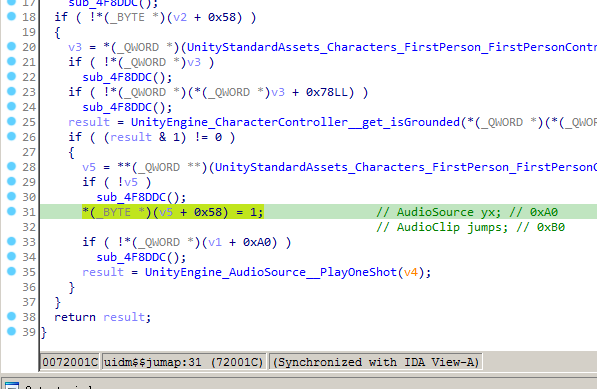 17 sub_4F8DDC();
18 if ( !*(_BYTE *)(v2 + 0x58) )
19 {
20 v3 = *(_QWORD *)(UnityStandardAssets_Characters_FirstPerson_FirstPersonContr
21 if ( !*(_QWORD *)v3 )
22 sub_4F8DDC();
23 if ( !*(_QWORD *)(*(_QWORD *)v3 + 0x78LL) )
24 sub_4F8DDC();
25 result = UnityEngine_CharacterController__get_isGrounded(*(_QWORD *)(*(_QWO
26 if ( (result & 1) != 0 )
27 {
28 v5 = **(_QWORD **)(UnityStandardAssets_Characters_FirstPerson_FirstPersonC
29 if ( !v5 )
30 sub_4F8DDC();
31 *(_BYTE *)(v5 + 0x58) = 1; // AudioSource yx; // 0xA0
32 // AudioClip jumps; // 0xB0
33 if ( !*(_QWORD *)(v1 + 0xA0) )
34 sub_4F8DDC();
35 result = UnityEngine_AudioSource__PlayOneShot(v4);
36 }
37 }
38 return result;
39 }
0072001C uidm$$jumap:31 (72001C) (Synchronized with IDA View-A)